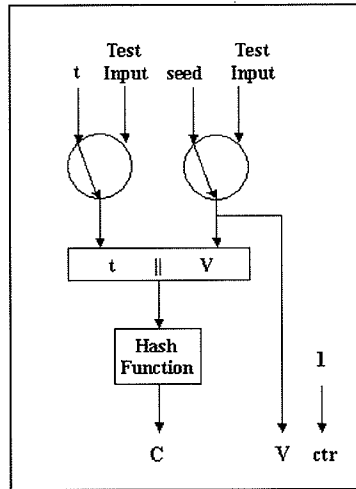 t Test Input seed Test Input
t || V
Hash
Function
1
C V ctr